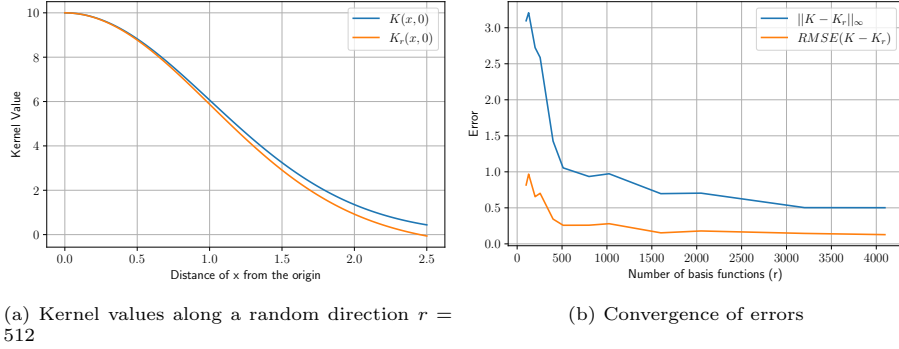 10
8
6
4
2
0
Kernel Value
K(x, 0)
K_r(x, 0)
0.0 0.5 1.0 1.5 2.0 2.5
Distance of x from the origin
(a) Kernel values along a random direction r =
512
3.0
2.5
2.0
1.5
1.0
0.5
0.0
Error
||K − K_r||_∞
RMSE(K − K_r)
0 500 1000 1500 2000 2500 3000 3500 4000
Number of basis functions (r)
(b) Convergence of errors